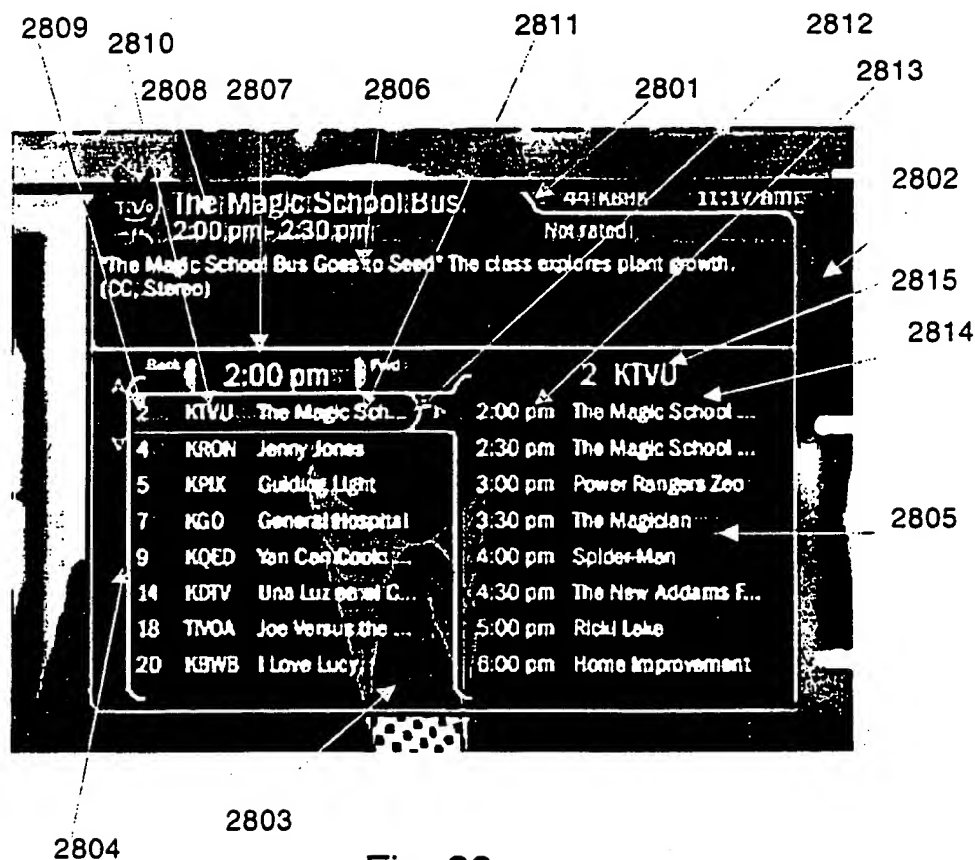 2809
2810
2811
2812
2808 2807 2806 2801
2813
2802
2815
2814
2805
TiVo The Magic School Bus
2:00 pm - 2:30 pm Not rated
"The Magic School Bus Goes to Seed" The class explores plant growth.
(CC, Stereo)
Back 2:00 pm Fwd
2 KTVU
2 KTVU The Magic Sch... 2:00 pm The Magic School ...
4 KRON Jenny Jones 2:30 pm The Magic School ...
5 KPIX Guiding Light 3:00 pm Power Rangers Zeo
7 KGO General Hospital 3:30 pm The Magician
9 KQED Yan Can Cook: ... 4:00 pm Spider-Man
14 KDTV Una Luz en el C... 4:30 pm The New Addams F...
18 TIVOA Joe Versus the ... 5:00 pm Ricki Lake
20 KBWB I Love Lucy 6:00 pm Home Improvement
2803
2804